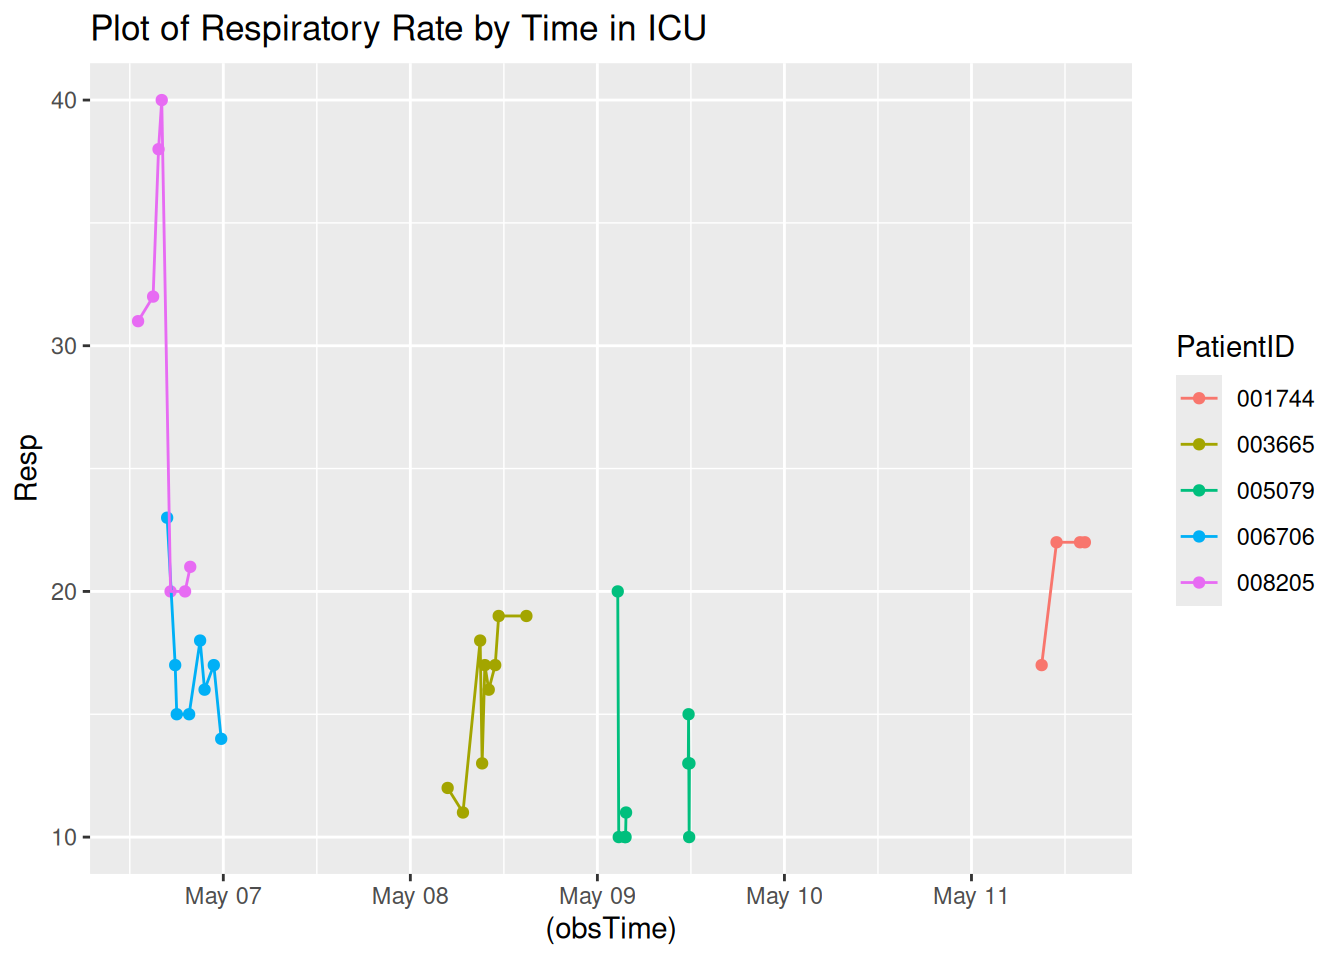 Plot of Respiratory Rate by Time in ICU
40
30
20
10
Resp
May 07
May 08
May 09
May 10
May 11
(obsTime)
PatientID
001744
003665
005079
006706
008205